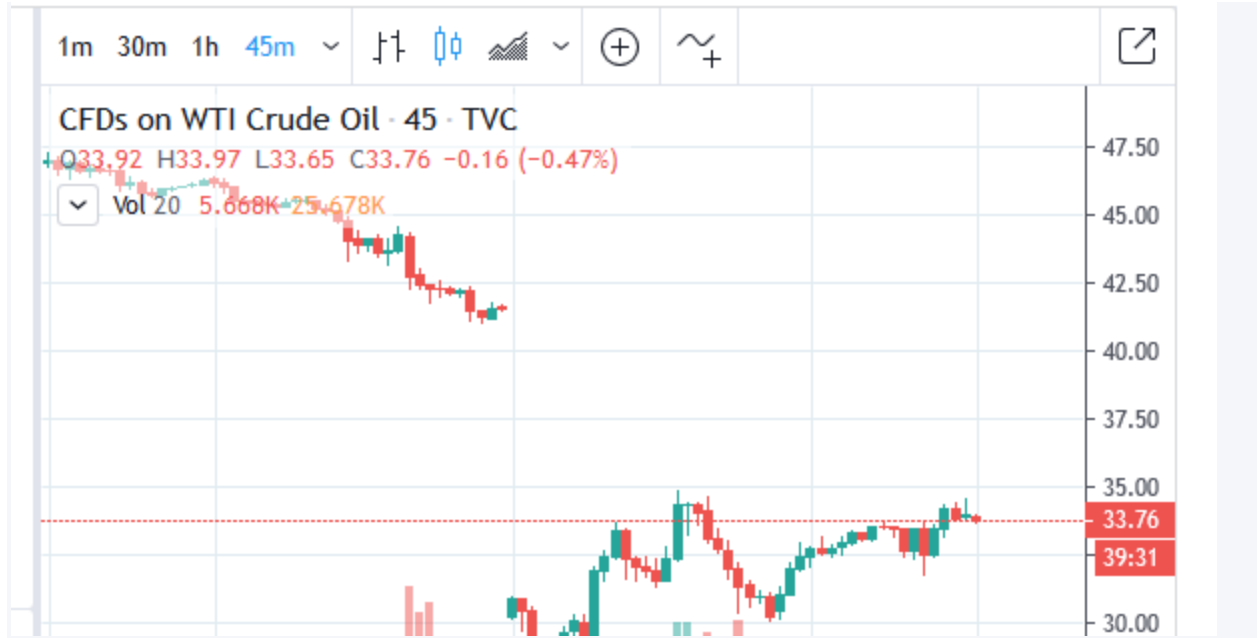 1m 30m 1h 45m
CFDs on WTI Crude Oil · 45 · TVC
O33.92 H33.97 L33.65 C33.76 −0.16 (−0.47%)
Vol 20 5.668K 25.678K
47.50
45.00
42.50
40.00
37.50
35.00
33.76
39:31
30.00